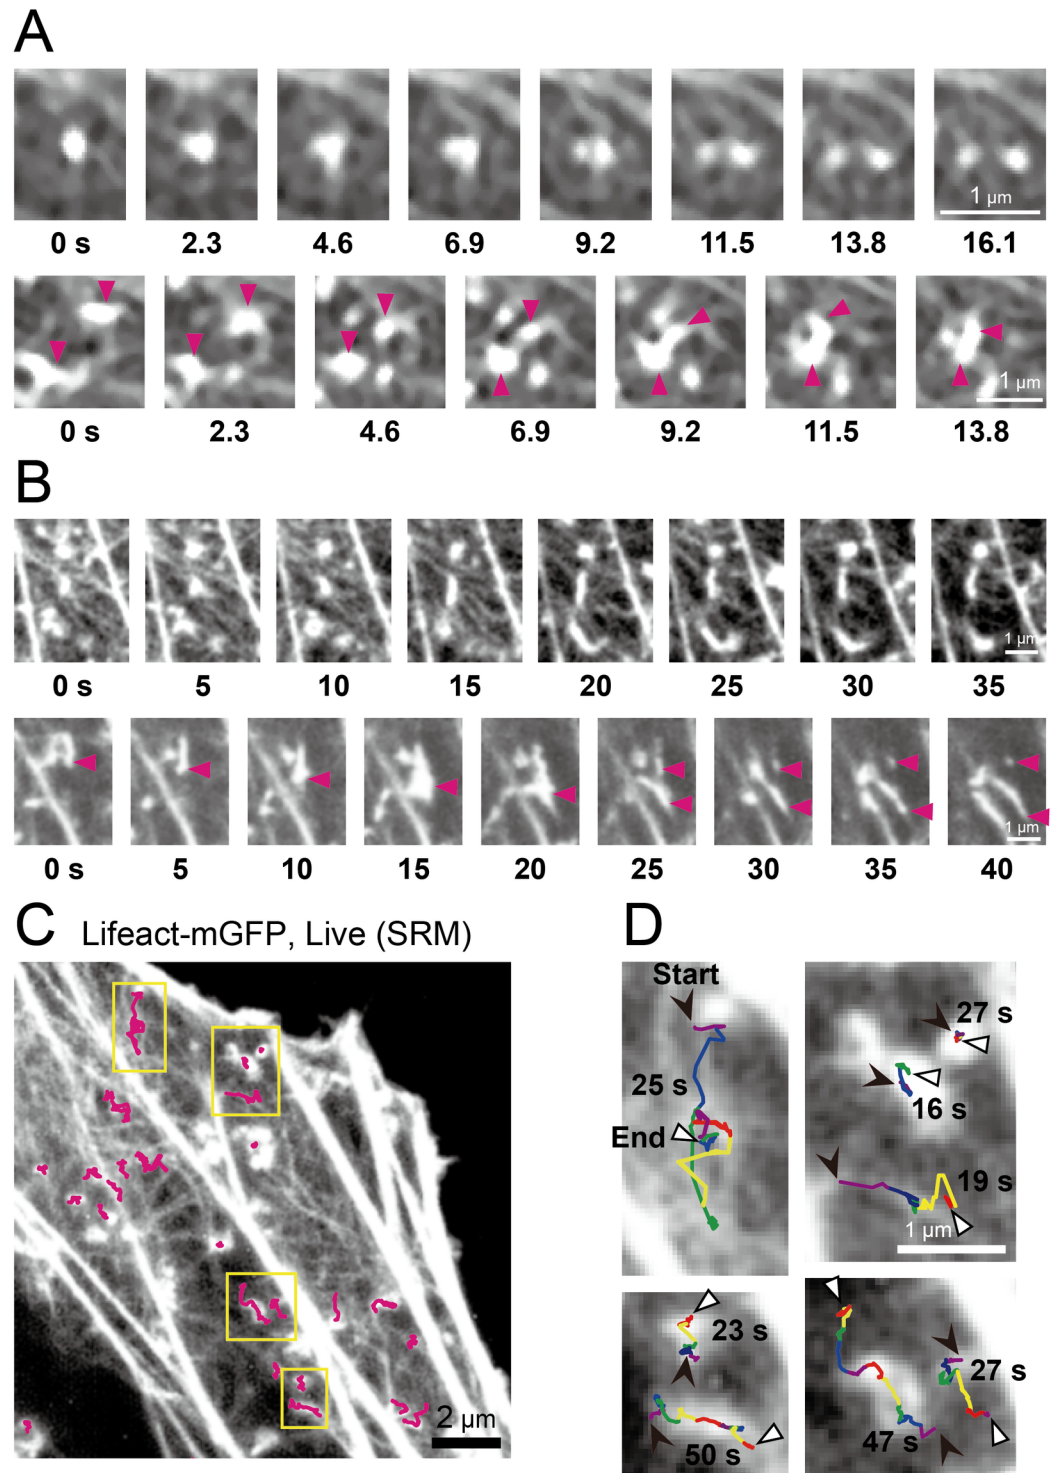 A
0 s 2.3 4.6 6.9 9.2 11.5 13.8 16.1
1 μm
0 s 2.3 4.6 6.9 9.2 11.5 13.8
1 μm
B
0 s 5 10 15 20 25 30 35
1 μm
0 s 5 10 15 20 25 30 35 40
1 μm
C Lifeact-mGFP, Live (SRM)
2 μm
D
Start
25 s
End
27 s
16 s
19 s
1 μm
23 s
50 s
27 s
47 s